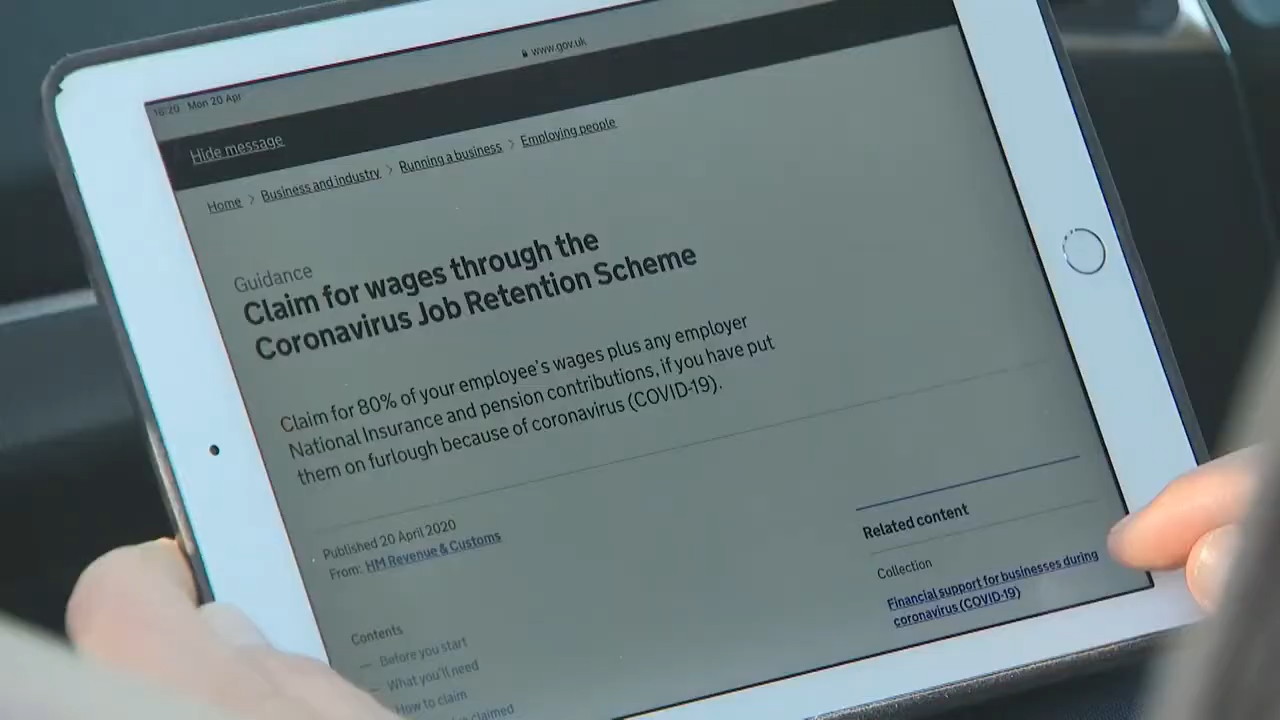 16:20 Mon 20 Apr
www.gov.uk
Hide message
Home > Business and industry > Running a business > Employing people
Guidance
Claim for wages through the
Coronavirus Job Retention Scheme
Claim for 80% of your employee's wages plus any employer
National Insurance and pension contributions, if you have put
them on furlough because of coronavirus (COVID-19).
Published 20 April 2020
From: HM Revenue & Customs
Related content
Collection
Financial support for businesses during
coronavirus (COVID-19)
Contents
— Before you start
— What you'll need
How to claim
claimed